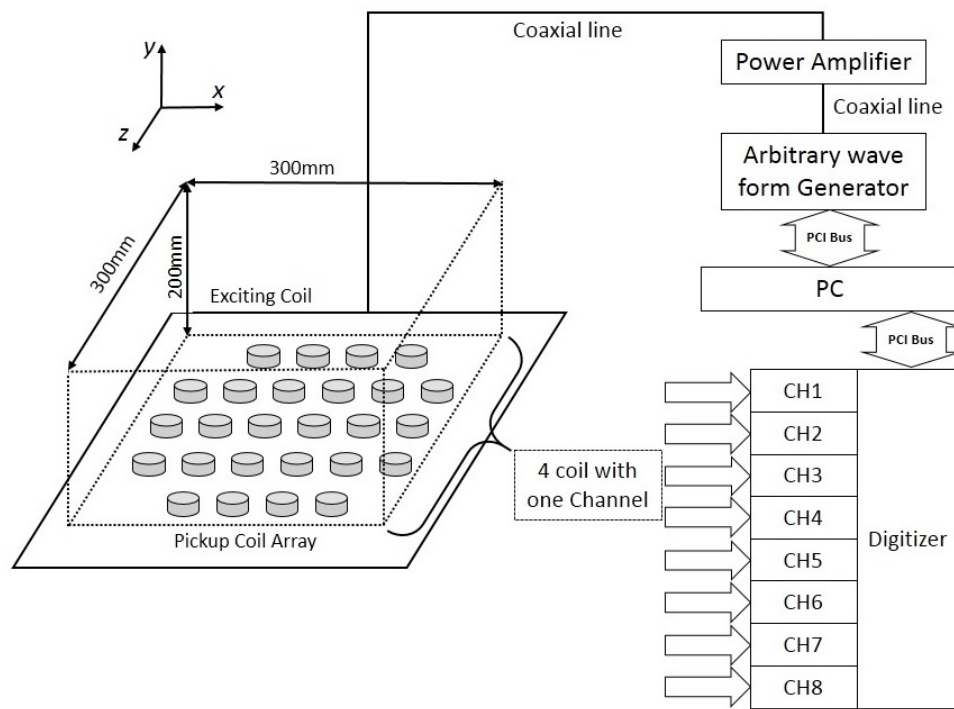 Coaxial line
Power Amplifier
Coaxial line
Arbitrary wave
form Generator
PCI Bus
PC
PCI Bus
y
x
z
300mm
300mm
200mm
Exciting Coil
Pickup Coil Array
4 coil with
one Channel
CH1
CH2
CH3
CH4
CH5
CH6
CH7
CH8
Digitizer